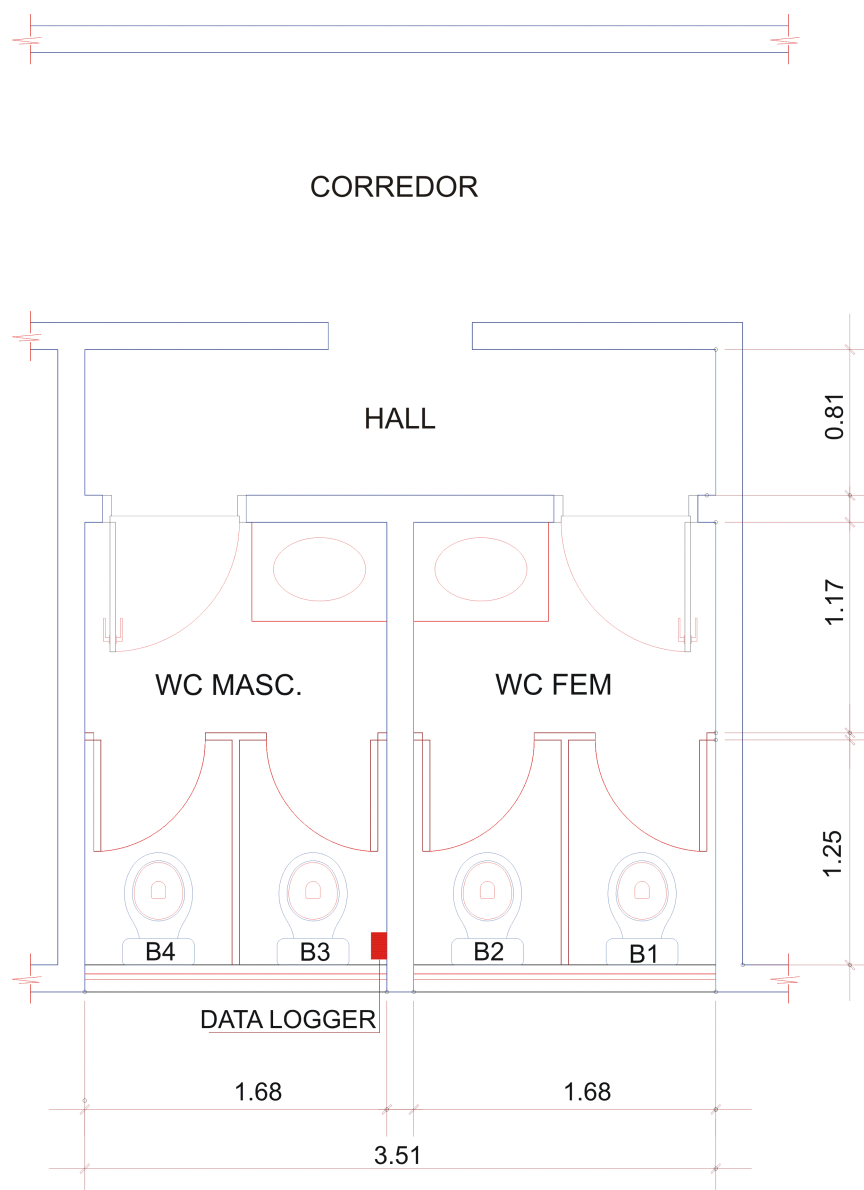 CORREDOR
HALL
0.81
1.17
WC MASC.
WC FEM
1.25
B4
B3
B2
B1
DATA LOGGER
1.68
1.68
3.51